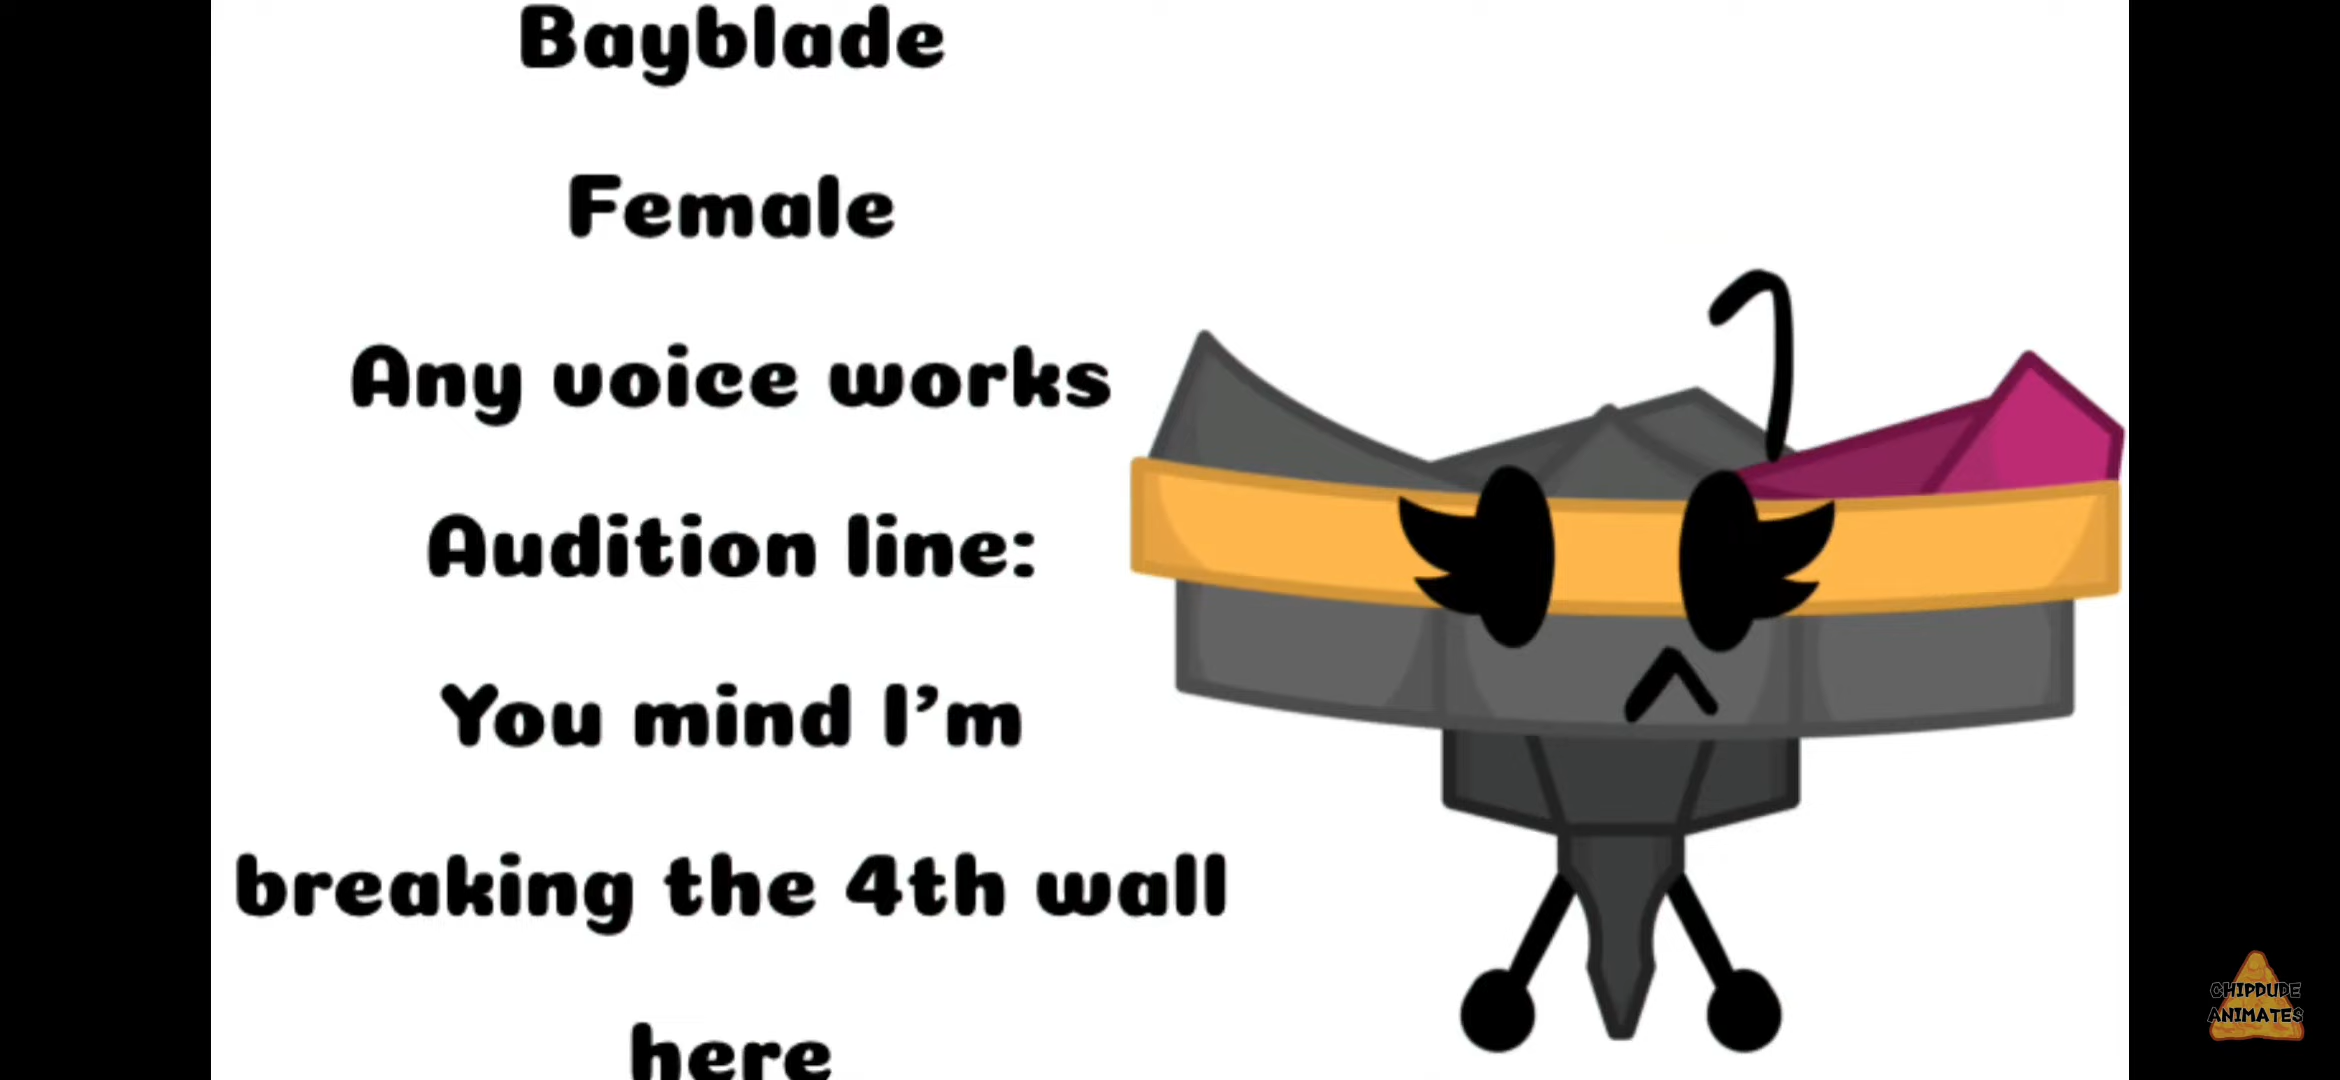 Bayblade
Female
Any voice works
Audition line:
You mind I’m
breaking the 4th wall
here
CHIPDUDE
ANIMATES